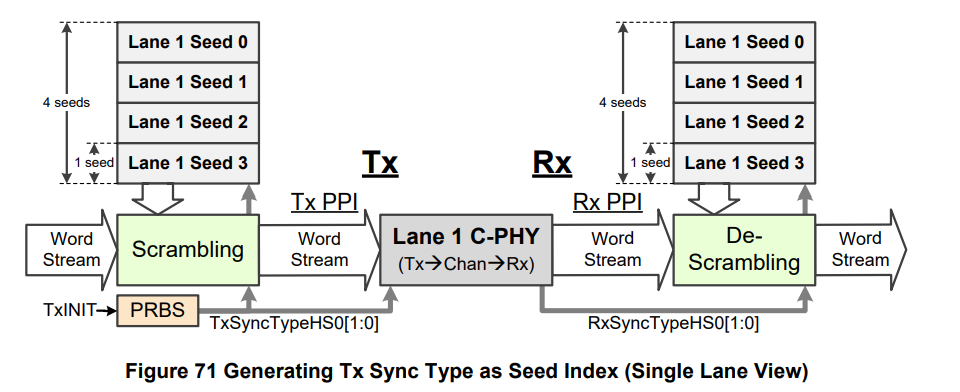 Lane 1 Seed 0
Lane 1 Seed 1
Lane 1 Seed 2
Lane 1 Seed 3
4 seeds
1 seed
Tx
Rx
Lane 1 Seed 0
Lane 1 Seed 1
Lane 1 Seed 2
Lane 1 Seed 3
4 seeds
1 seed
Word
Stream
Scrambling
Tx PPI
Word
Stream
Lane 1 C-PHY
(Tx→Chan→Rx)
Rx PPI
Word
Stream
De-
Scrambling
Word
Stream
TxINIT
PRBS
TxSyncTypeHS0[1:0]
RxSyncTypeHS0[1:0]
Figure 71 Generating Tx Sync Type as Seed Index (Single Lane View)